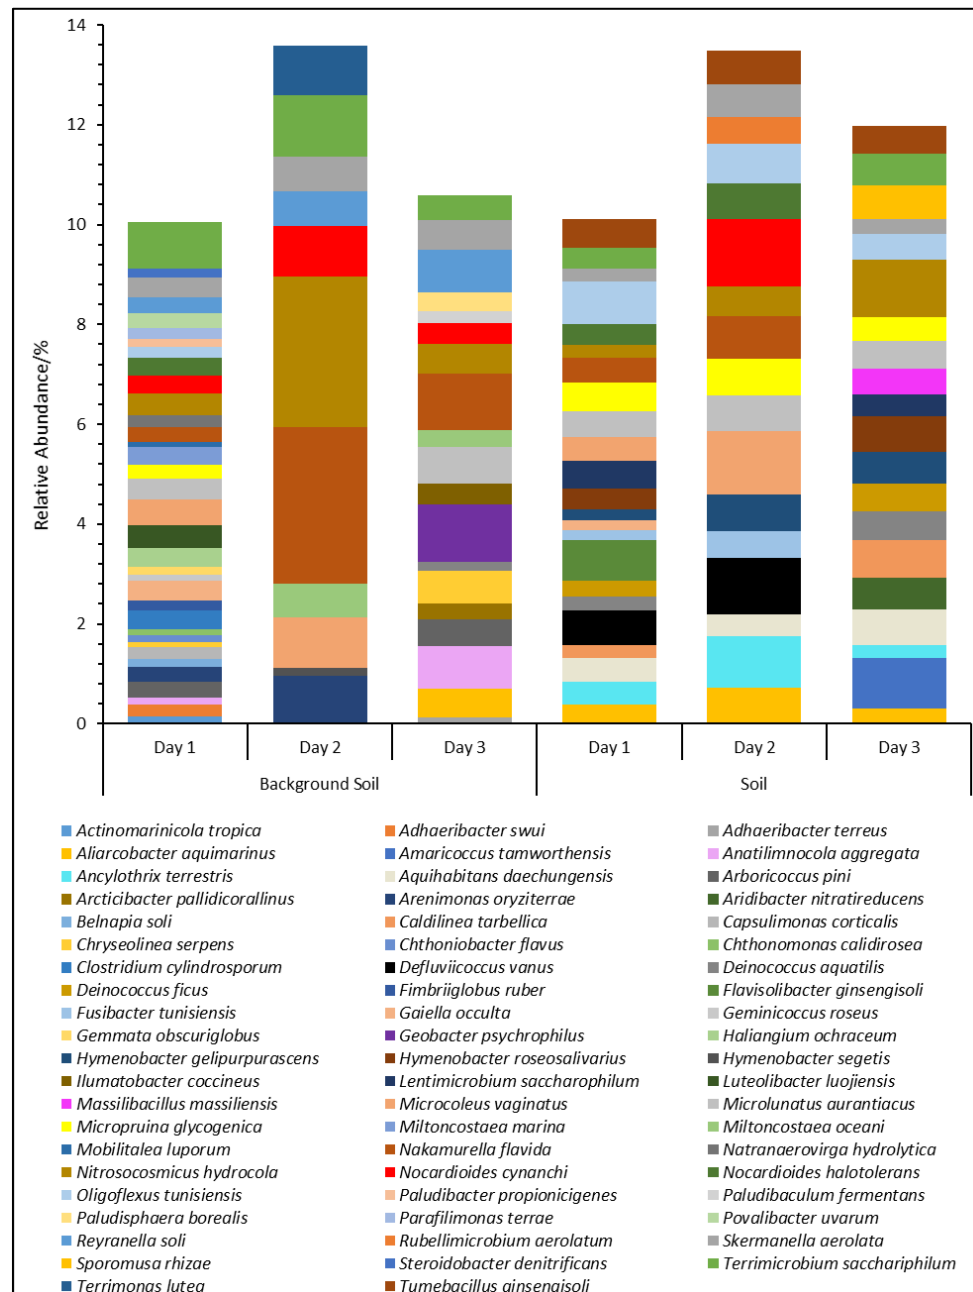 14
12
10
8
6
4
2
0
Relative Abundance/%
Day 1 Day 2 Day 3 Day 1 Day 2 Day 3
Background Soil Soil
Actinomarinicola tropica Adhaeribacter swui Adhaeribacter terreus
Aliarcobacter aquimarinus Amaricoccus tamworthensis Anatilimnocola aggregata
Ancylothrix terrestris Aquihabitans daechungensis Arboricoccus pini
Arcticibacter pallidicorallinus Arenimonas oryziterrae Aridibacter nitratireducens
Belnapia soli Caldilinea tarbellica Capsulimonas corticalis
Chryseolinea serpens Chthoniobacter flavus Chthonomonas calidirosea
Clostridium cylindrosporum Defluviicoccus vanus Deinococcus aquatilis
Deinococcus ficus Fimbriiglobus ruber Flavisolibacter ginsengisoli
Fusibacter tunisiensis Gaiella occulta Geminicoccus roseus
Gemmata obscuriglobus Geobacter psychrophilus Haliangium ochraceum
Hymenobacter gelipurpurascens Hymenobacter roseosalivarius Hymenobacter segetis
Ilumatobacter coccineus Lentimicrobium saccharophilum Luteolibacter luojiensis
Massilibacillus massiliensis Microcoleus vaginatus Microlunatus aurantiacus
Micropruina glycogenica Miltoncostaea marina Miltoncostaea oceani
Mobilitalea luporum Nakamurella flavida Natranaerovirga hydrolytica
Nitrosocosmicus hydrocola Nocardioides cynanchi Nocardioides halotolerans
Oligoflexus tunisiensis Paludibacter propionicigenes Paludibaculum fermentans
Paludisphaera borealis Parafilimonas terrae Povalibacter uvarum
Reyranella soli Rubellimicrobium aerolatum Skermanella aerolata
Sporomusa rhizae Steroidobacter denitrificans Terrimicrobium sacchariphilum
Terrimonas lutea Tumebacillus ginsengisoli